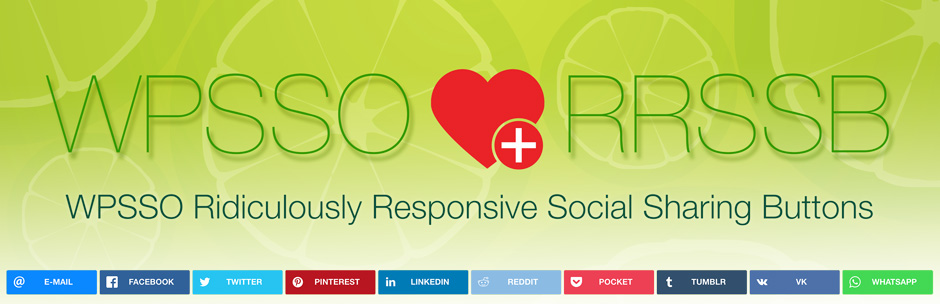 WPSSO RRSSB
WPSSO Ridiculously Responsive Social Sharing Buttons
E-MAIL FACEBOOK TWITTER PINTEREST LINKEDIN REDDIT POCKET TUMBLR VK WHATSAPP